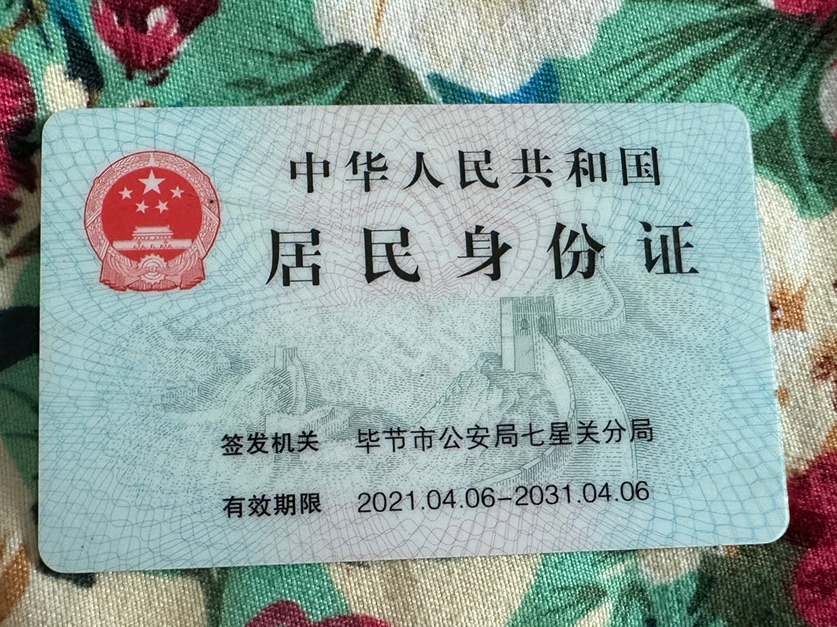 中华人民共和国
居民身份证
签发机关 毕节市公安局七星关分局
有效期限 2021.04.06-2031.04.06